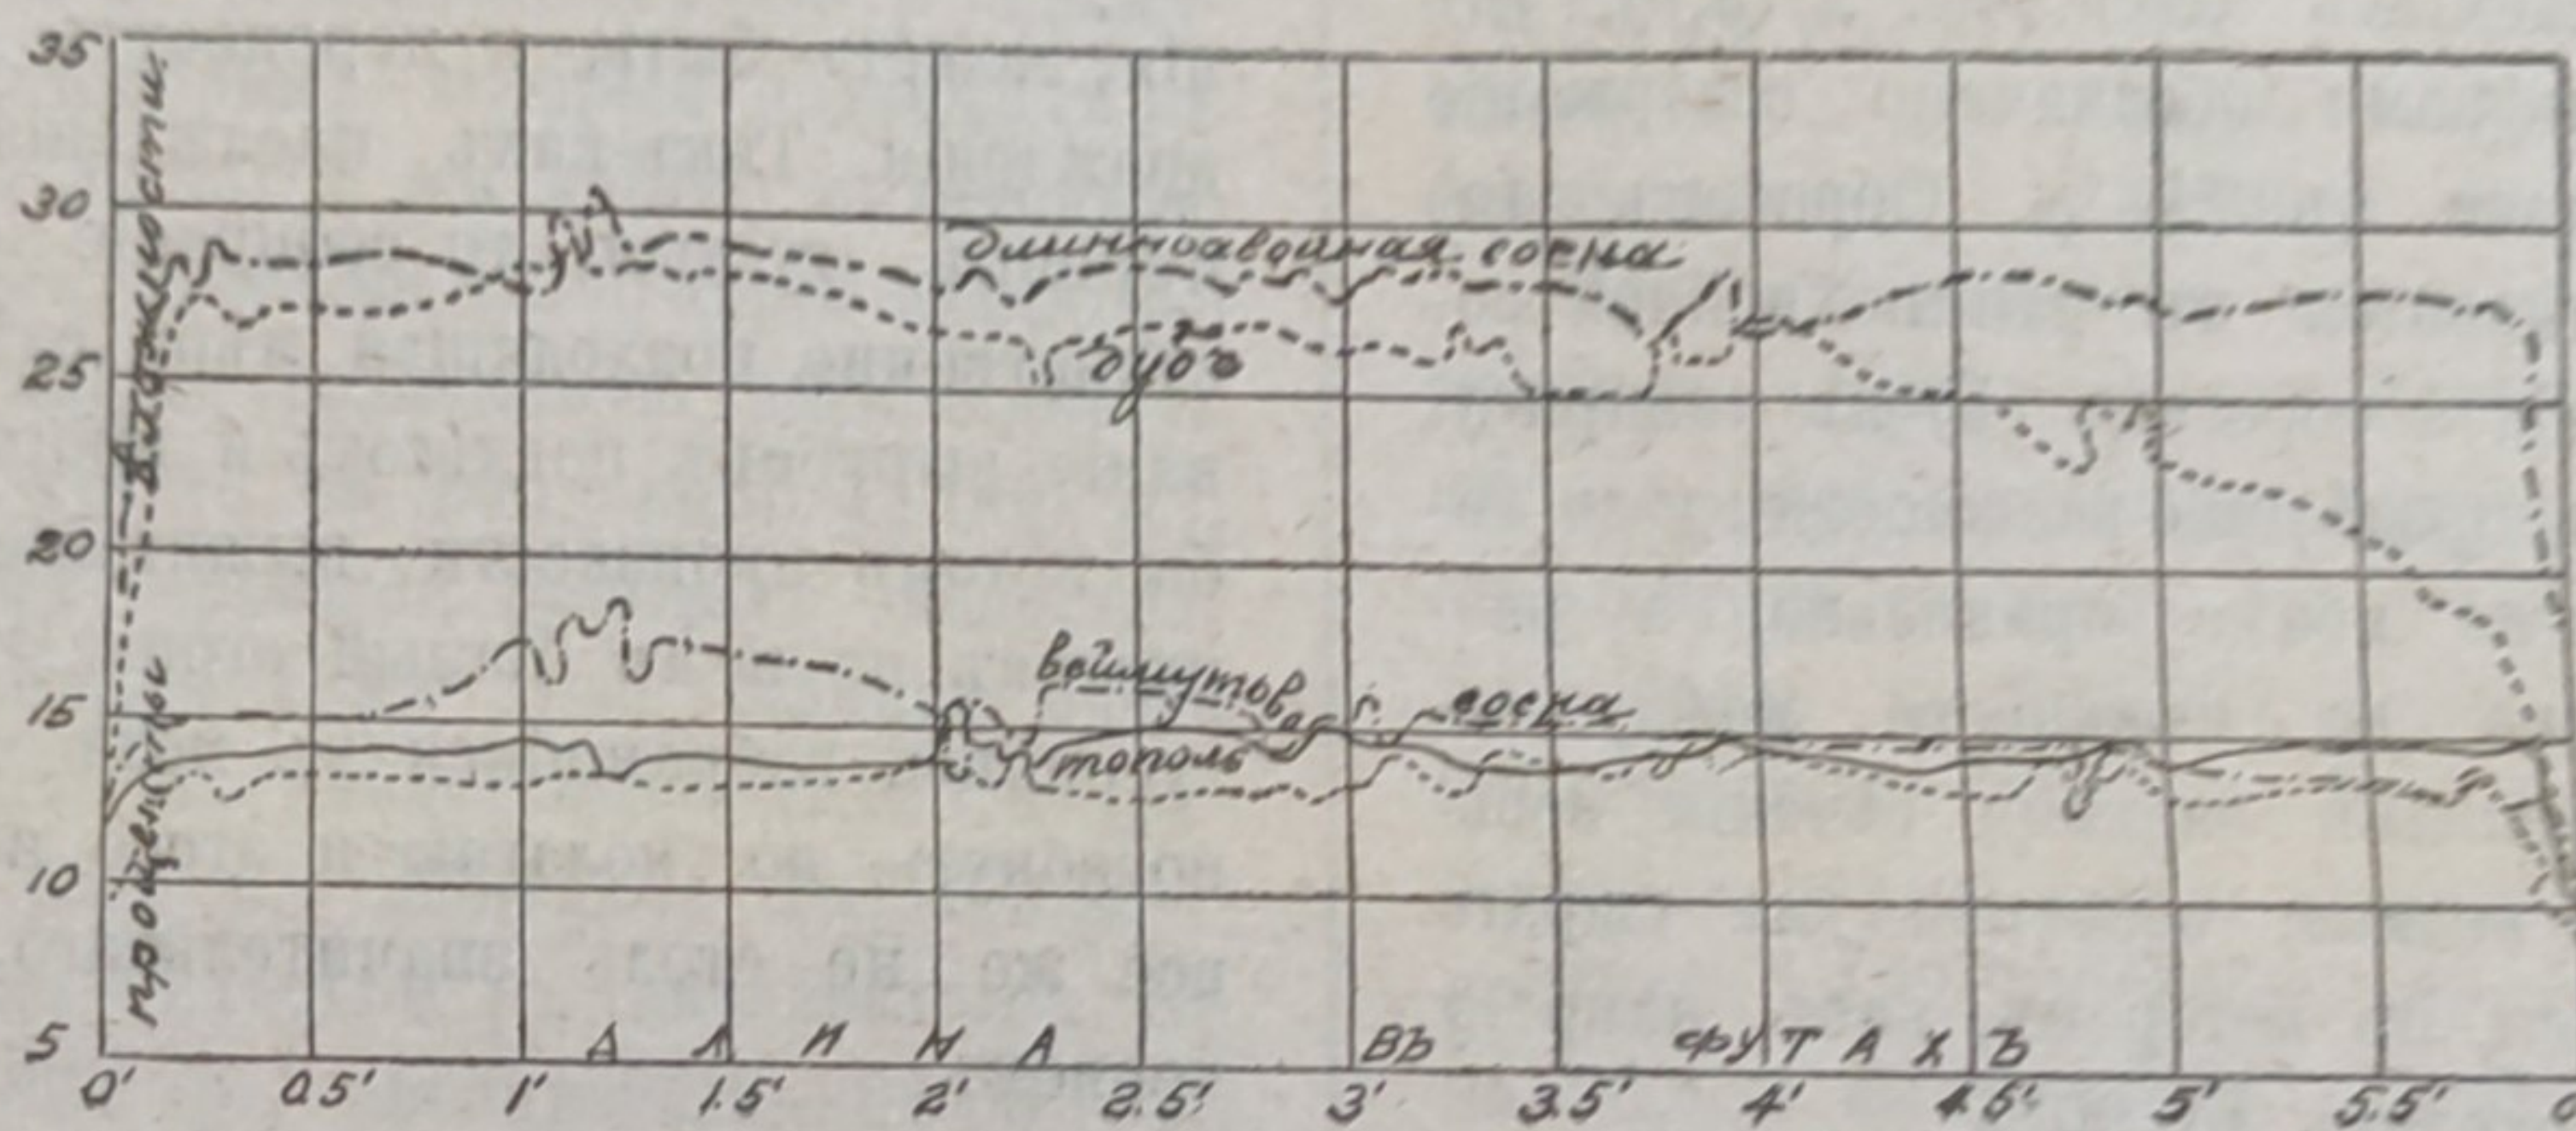 35
30
25
20
15
10
5
проценты влажности.
длиннохвойная сосна
дубъ
веймутова сосна
тополь
ДЛИНА ВЪ ФУТАХЪ
0' 0.5' 1' 1.5' 2' 2.5' 3' 3.5' 4' 4.5' 5' 5.5'